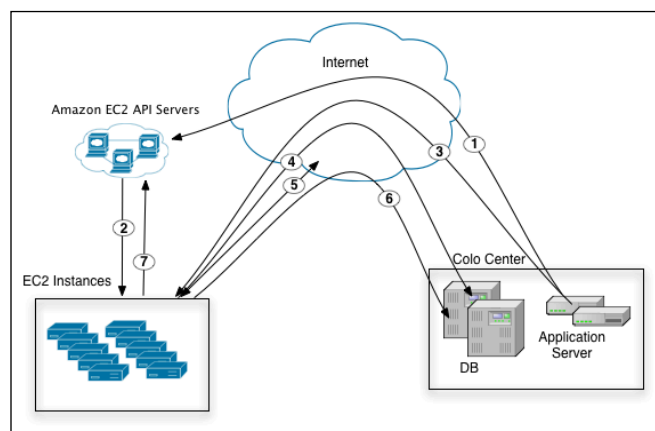 Internet
Amazon EC2 API Servers
1
3
4
5
6
2
7
EC2 Instances
Colo Center
Application
Server
DB